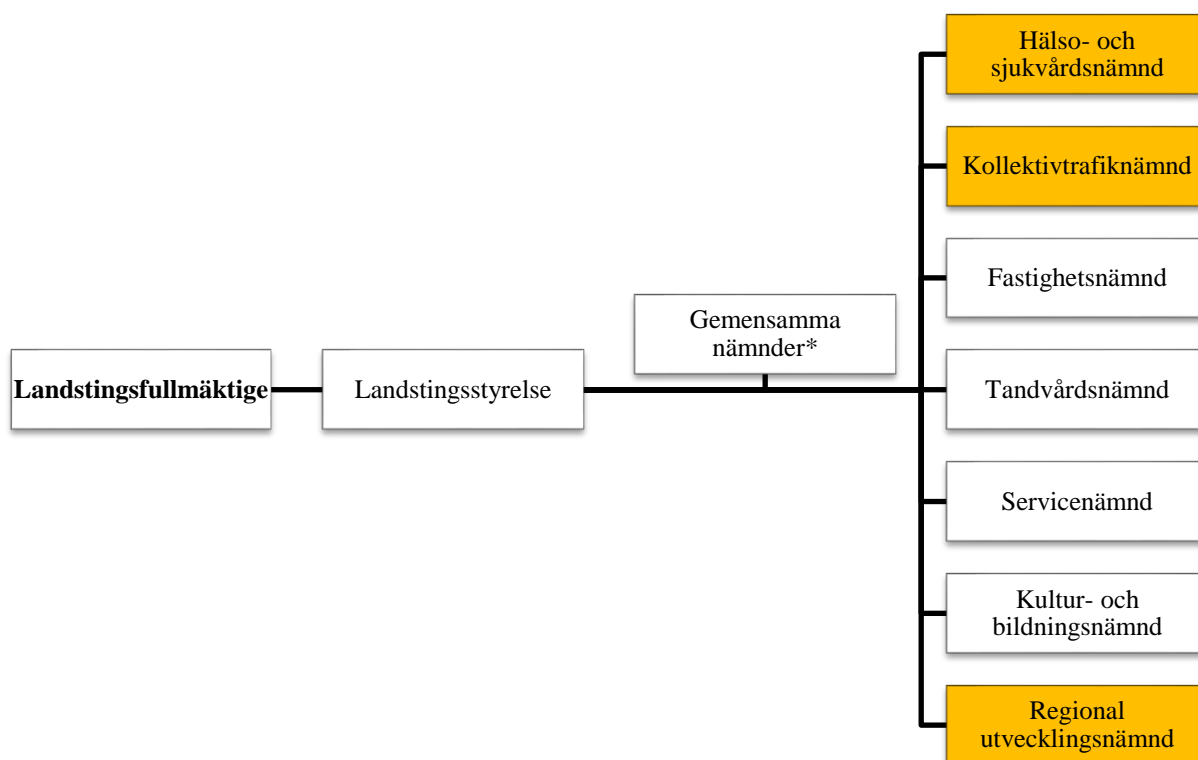 Hälso- och
sjukvårdsnämnd
Kollektivtrafiknämnd
Fastighetsnämnd
Gemensamma
nämnder*
Landstingsfullmäktige
Landstingsstyrelse
Tandvårdsnämnd
Servicenämnd
Kultur- och
bildningsnämnd
Regional
utvecklingsnämnd